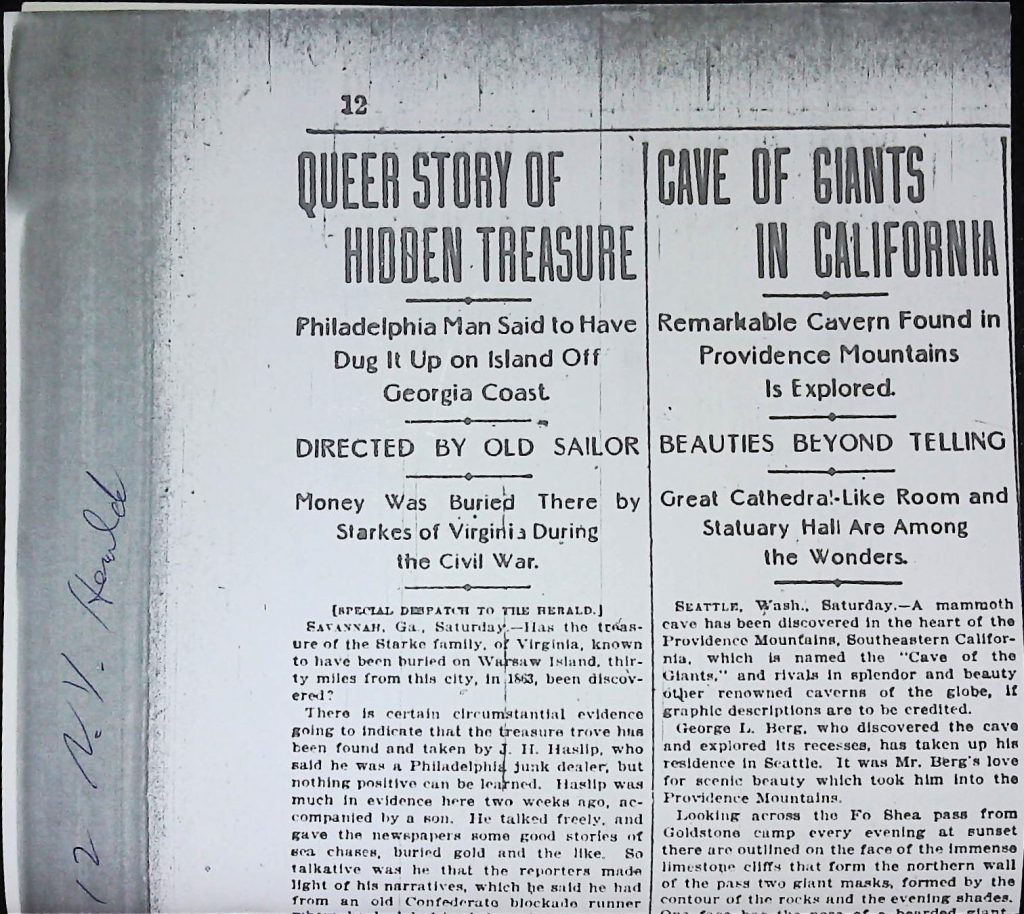 12
QUEER STORY OF
HIDDEN TREASURE
Philadelphia Man Said to Have
Dug It Up on Island Off
Georgia Coast.
DIRECTED BY OLD SAILOR
Money Was Buried There by
Starkes of Virginia During
the Civil War.
[SPECIAL DESPATCH TO THE HERALD.]
SAVANNAH, Ga., Saturday.—Has the treas-
ure of the Starke family, of Virginia, known
to have been buried on Warsaw Island, thir-
ty miles from this city, in 1863, been discov-
ered?
There is certain circumstantial evidence
going to indicate that the treasure trove has
been found and taken by J. H. Haslip, who
said he was a Philadelphia junk dealer, but
nothing positive can be learned. Haslip was
much in evidence here two weeks ago, ac-
companied by a son. He talked freely, and
gave the newspapers some good stories of
sea chases, buried gold and the like. So
talkative was he that the reporters made
light of his narratives, which he said he had
from an old Confederate blockade runner
CAVE OF GIANTS
IN CALIFORNIA
Remarkable Cavern Found in
Providence Mountains
Is Explored.
BEAUTIES BEYOND TELLING
Great Cathedral-Like Room and
Statuary Hall Are Among
the Wonders.
SEATTLE, Wash., Saturday.—A mammoth
cave has been discovered in the heart of the
Providence Mountains, Southeastern Califor-
nia, which is named the "Cave of the
Giants," and rivals in splendor and beauty
other renowned caverns of the globe, if
graphic descriptions are to be credited.
George L. Berg, who discovered the cave
and explored its recesses, has taken up his
residence in Seattle. It was Mr. Berg's love
for scenic beauty which took him into the
Providence Mountains.
Looking across the Fo Shea pass from
Goldstone camp every evening at sunset
there are outlined on the face of the immense
limestone cliffs that form the northern wall
of the pass two giant masks, formed by the
contour of the rocks and the evening shades.
One face has the pose of a bearded giant,
12 N.Y. Herald